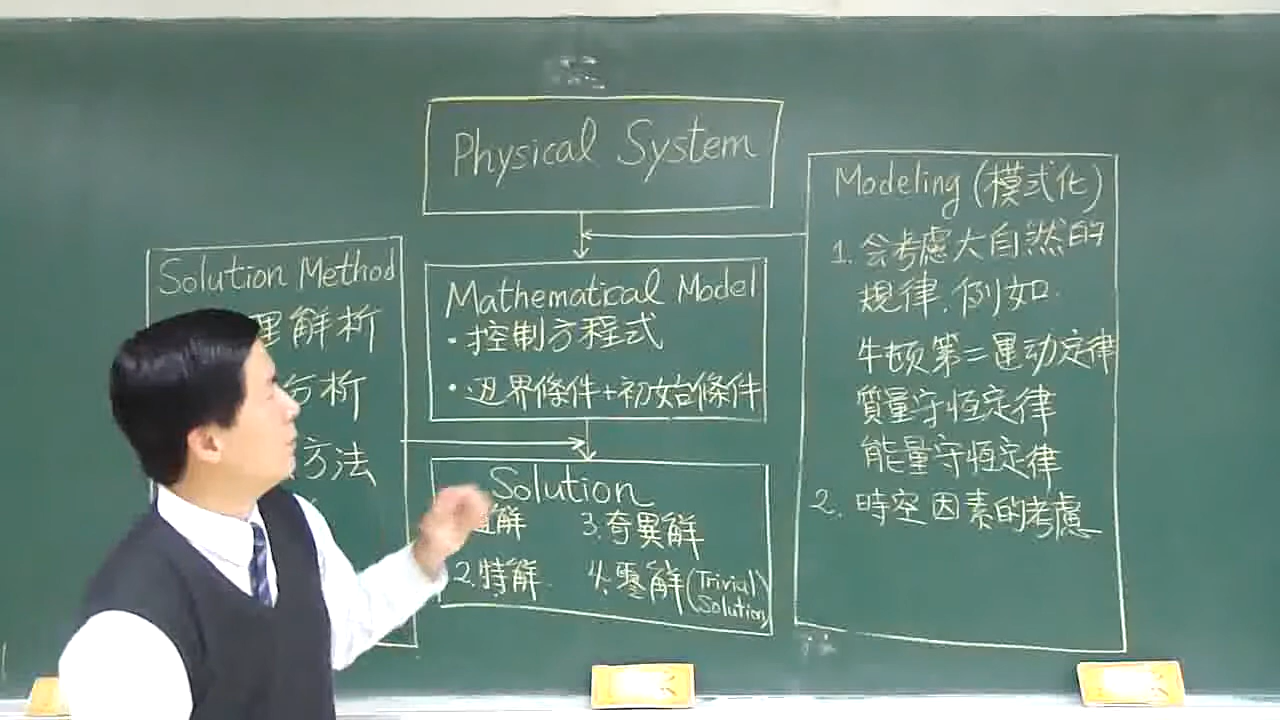 Physical System
Modeling (模式化)
1. 会考慮大自然的
規律. 例如.
牛頓第二運动定律
質量守恆定律
能量守恆定律
2. 時空因素的考慮
Mathematical Model
• 控制方程式
• 边界條件+初始條件
Solution Method
理解析
分析
方法
Solution
通解
3. 奇異解
2. 特解
4. 零解 (Trivial
Solution)